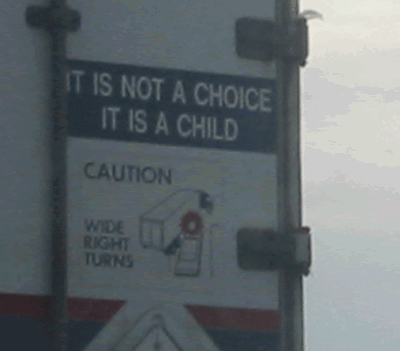 IT IS NOT A CHOICE
IT IS A CHILD
CAUTION
WIDE
RIGHT
TURNS